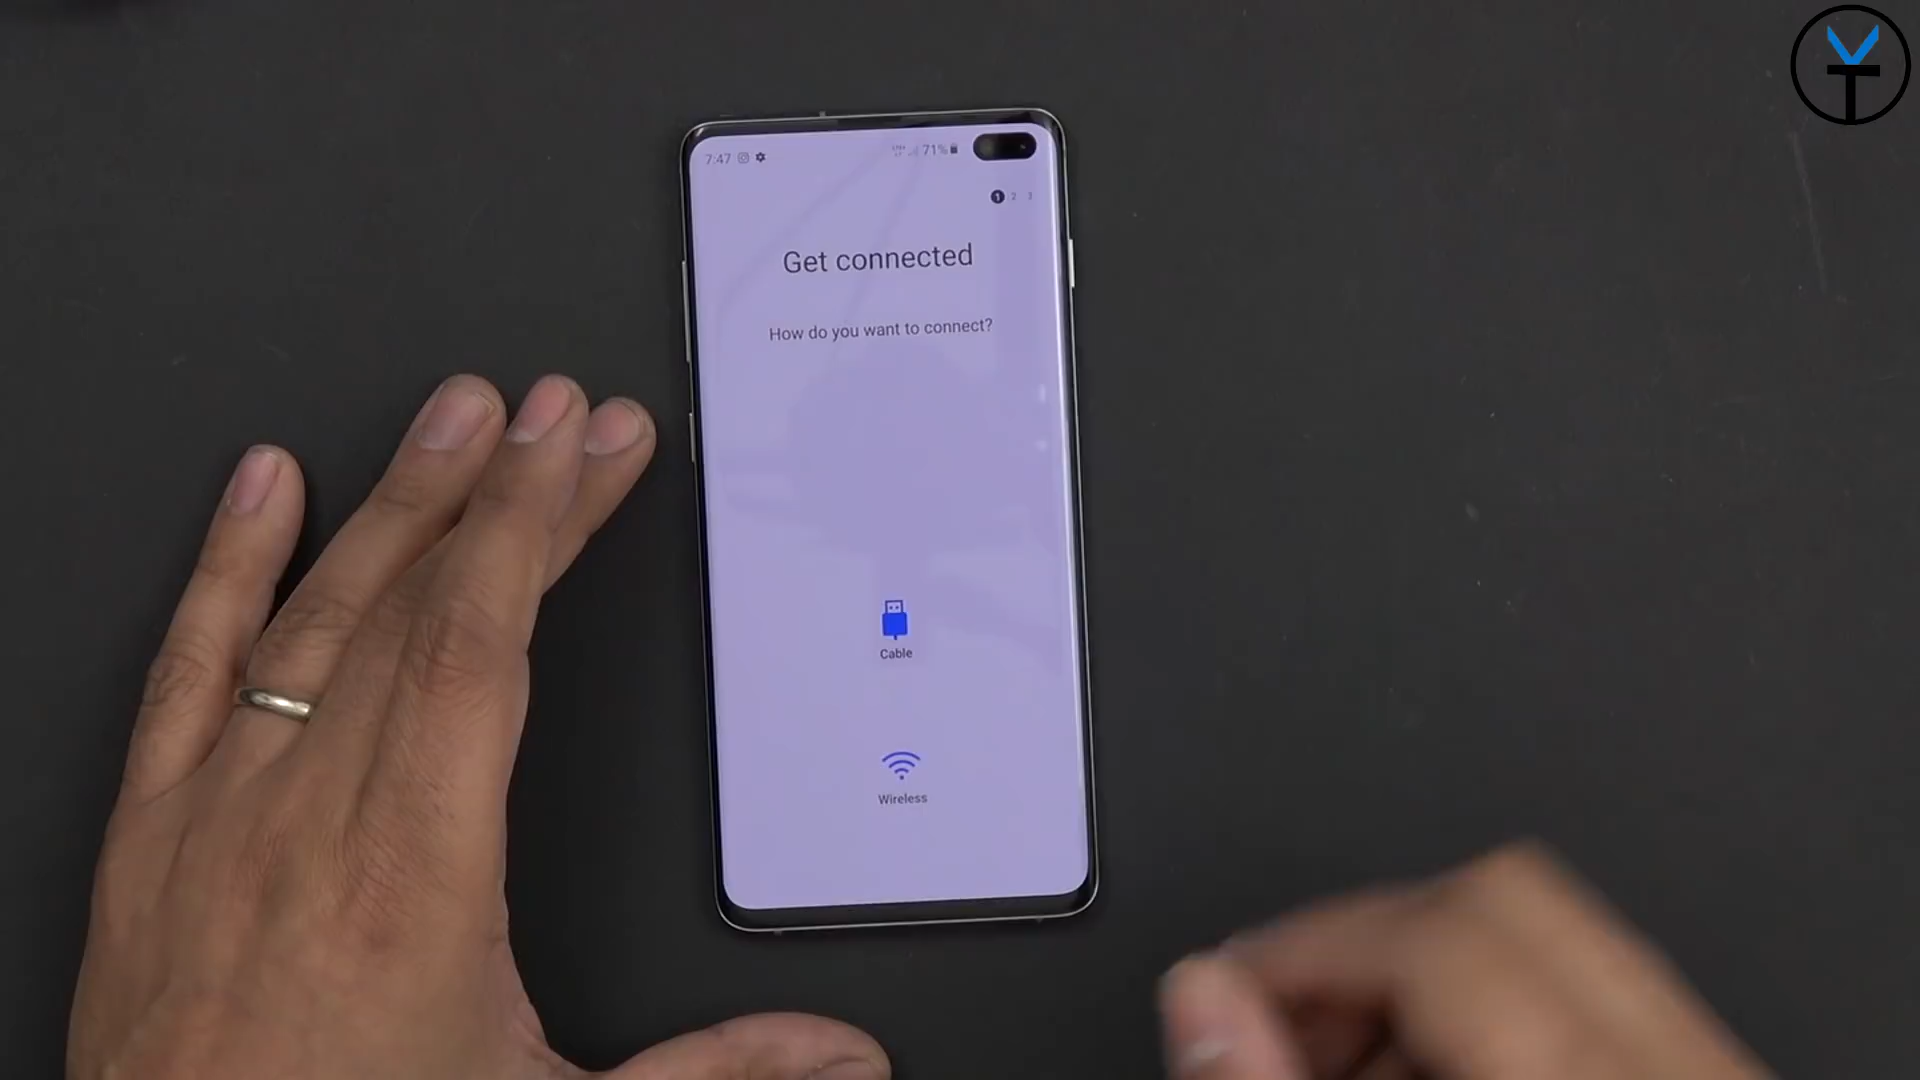 7:47 71%
1 2 3
Get connected
How do you want to connect?
Cable
Wireless